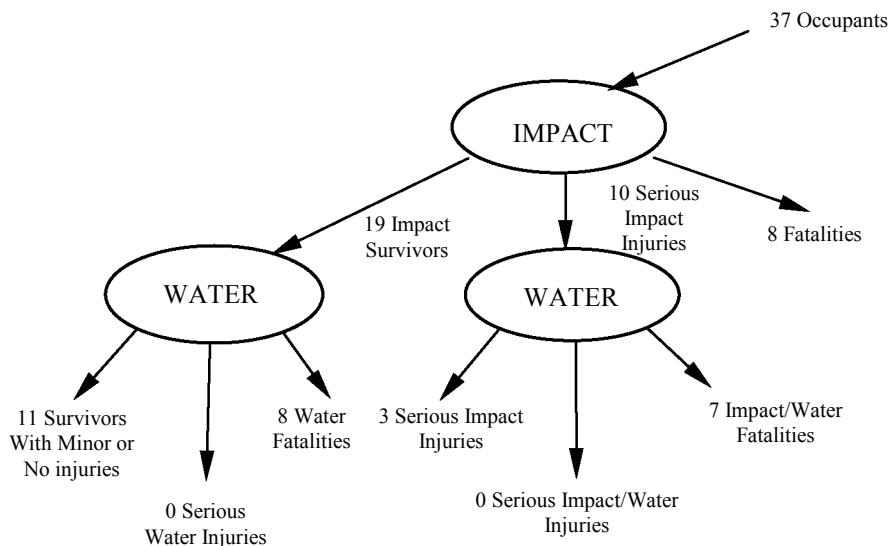 37 Occupants
IMPACT
19 Impact
Survivors
10 Serious
Impact
Injuries
8 Fatalities
WATER
WATER
11 Survivors
With Minor or
No injuries
0 Serious
Water Injuries
8 Water
Fatalities
3 Serious Impact
Injuries
0 Serious Impact/Water
Injuries
7 Impact/Water
Fatalities